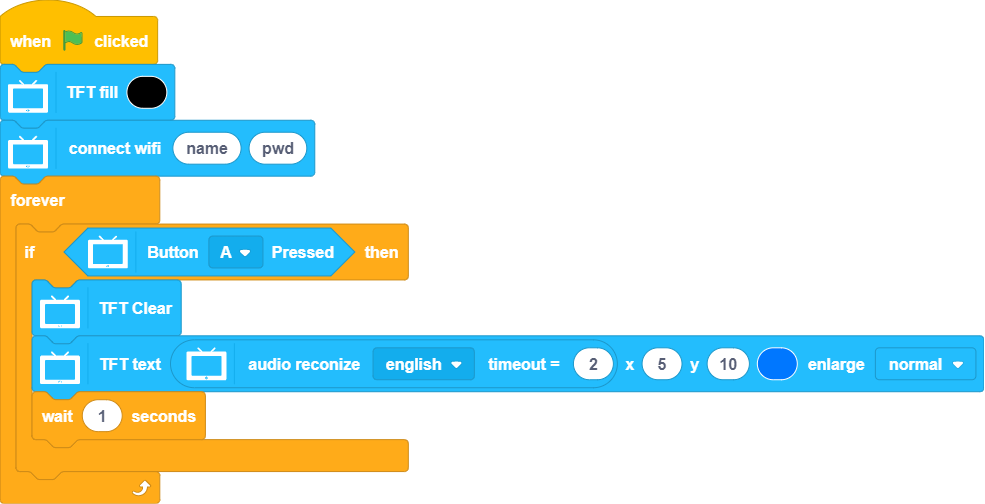 when clicked
TFT fill
connect wifi name pwd
forever
if Button A Pressed then
TFT Clear
TFT text audio reconize english timeout = 2 x 5 y 10 enlarge normal
wait 1 seconds